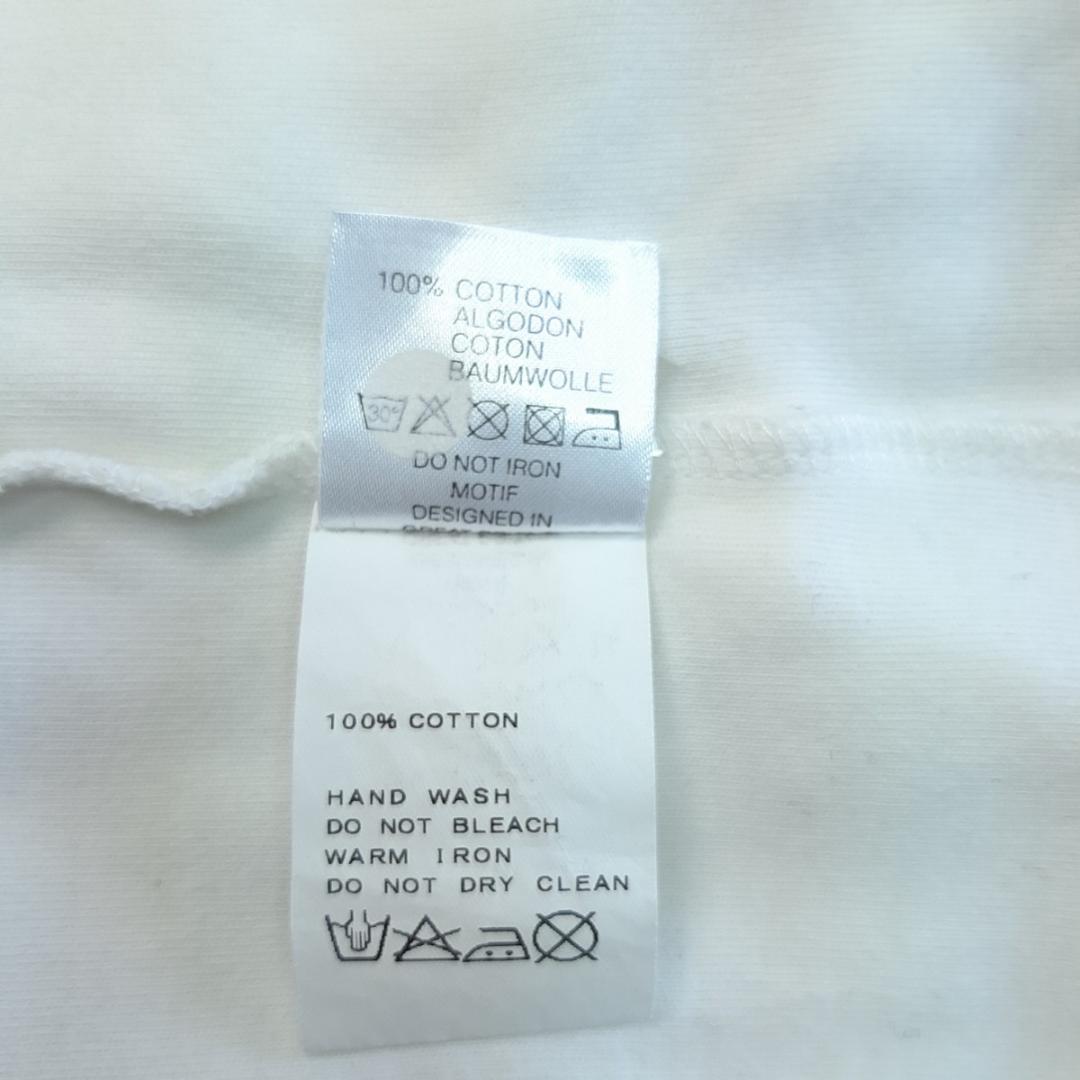 100% COTTON
ALGODON
COTON
BAUMWOLLE
30°
DO NOT IRON
MOTIF
DESIGNED IN
100% COTTON
HAND WASH
DO NOT BLEACH
WARM IRON
DO NOT DRY CLEAN